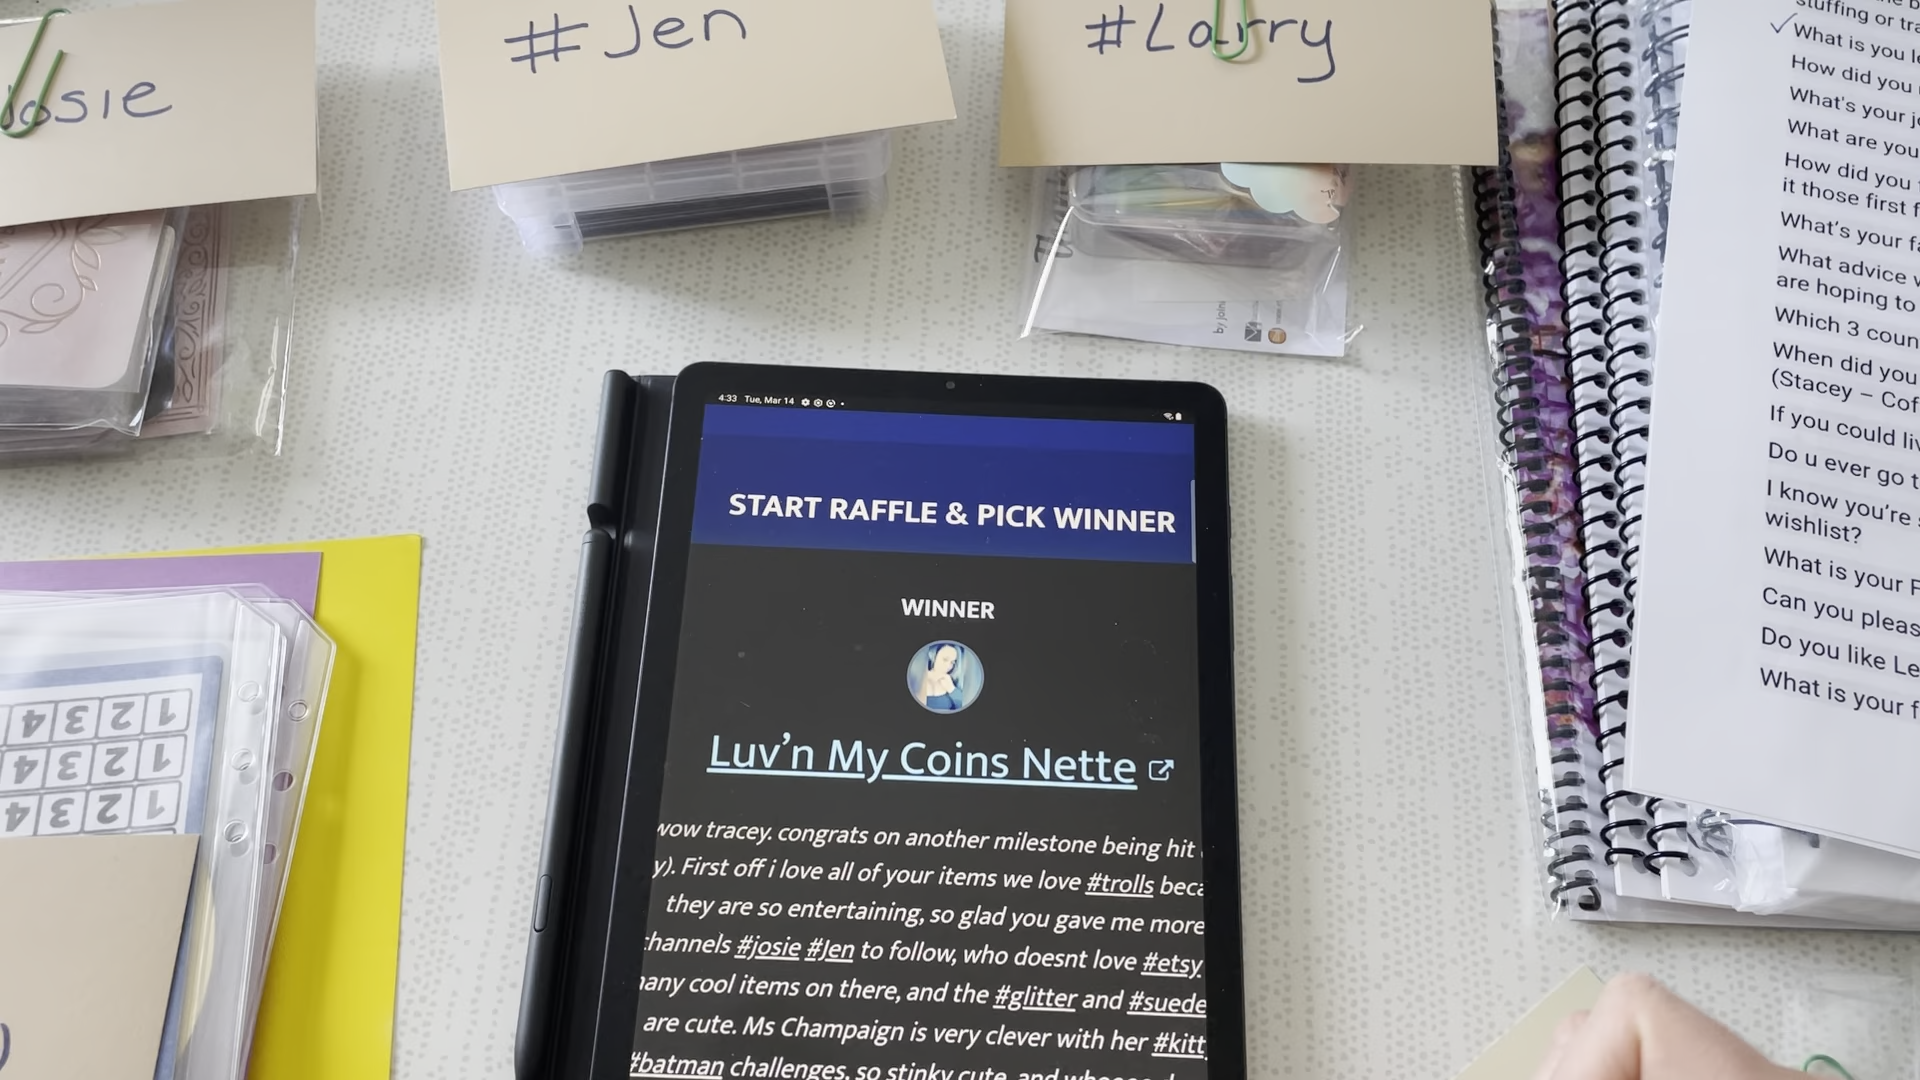 #Jen
#Larry
Josie
stuffing or
What is you
How did you
What's your
What are you
How did you
it those first
What's your
What advice
are hoping to
Which 3
When did you
(Stacey –
If you could
Do u ever go
I know you're
wishlist?
What is your
Can you
Do you like
What is your
by
4:33 Tue, Mar 14
START RAFFLE & PICK WINNER
WINNER
Luv'n My Coins Nette
wow tracey. congrats on another milestone being hit
y). First off i love all of your items we love #trolls
they are so entertaining, so glad you gave me more
channels #josie #Jen to follow, who doesnt love #etsy
many cool items on there, and the #glitter and #suede
are cute. Ms Champaign is very clever with her #kitt
#batman challenges, so stinky cute, and
1 2 3 4
1 2 3 4
1 2 3 4